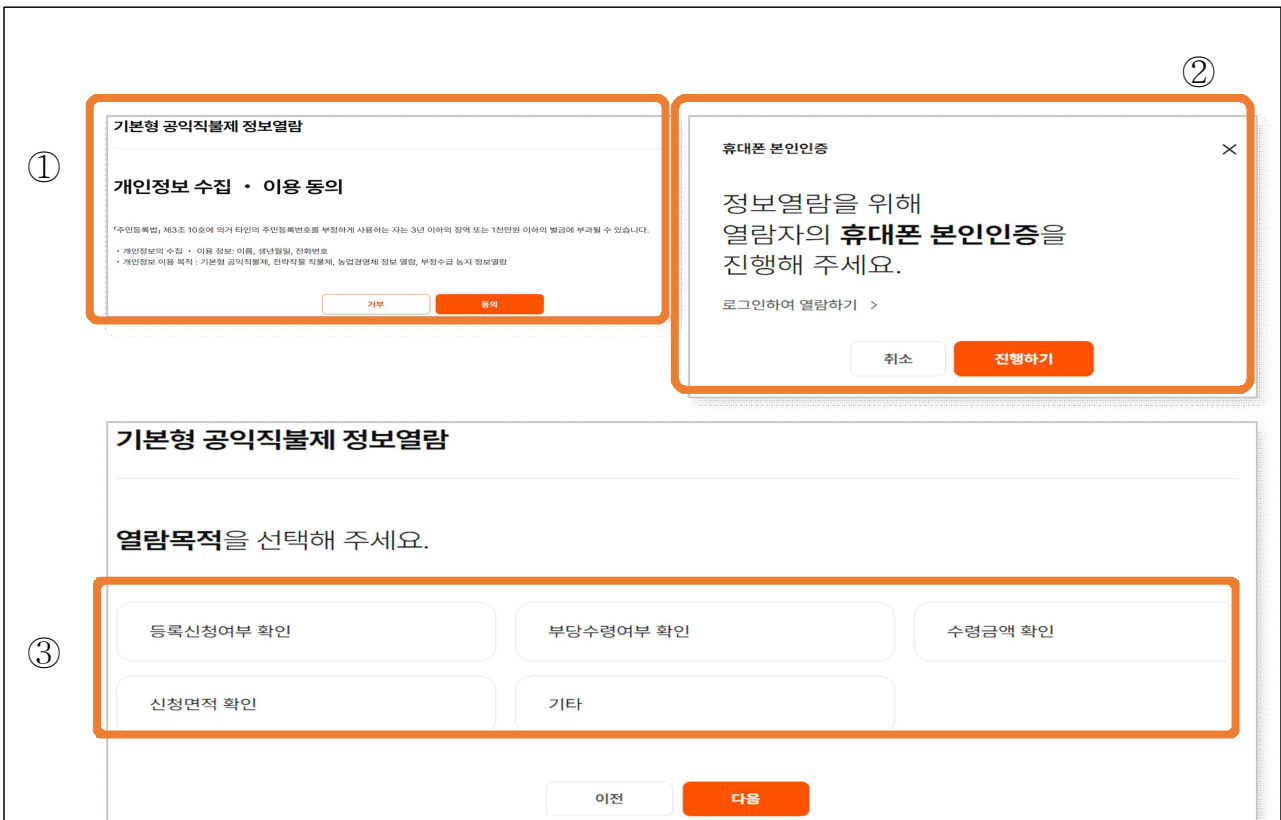 ①
기본형 공익직불제 정보열람
개인정보 수집 • 이용 동의
「주민등록법」 제3조 10호에 의거 타인의 주민등록번호를 부정하게 사용하는 자는 3년 이하의 징역 또는 1천만원 이하의 벌금에 부과될 수 있습니다.
• 개인정보의 수집 • 이용 정보: 이름, 생년월일, 전화번호
• 개인정보 이용 목적 : 기본형 공익직불제, 전략작물 직불제, 농업경영체 정보 열람, 부정수급 농지 정보열람
거부 동의
②
휴대폰 본인인증 ×
정보열람을 위해
열람자의 휴대폰 본인인증을
진행해 주세요.
로그인하여 열람하기 >
취소 진행하기
③
기본형 공익직불제 정보열람
열람목적을 선택해 주세요.
등록신청여부 확인 부당수령여부 확인 수령금액 확인
신청면적 확인 기타
이전 다음